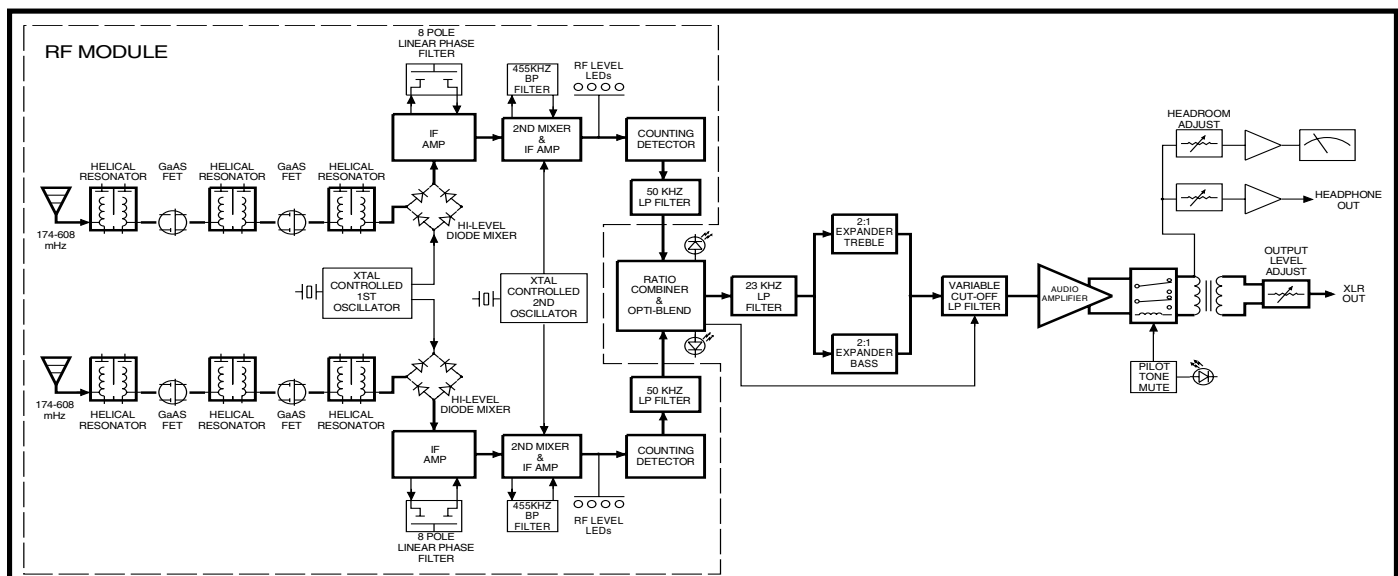 RF MODULE
8 POLE
LINEAR PHASE
FILTER
455KHZ
BP
FILTER
RF LEVEL
LEDs
IF
AMP
2ND MIXER
&
IF AMP
COUNTING
DETECTOR
HELICAL
RESONATOR
GaAS
FET
HELICAL
RESONATOR
GaAS
FET
HELICAL
RESONATOR
174-608
mHz
HI-LEVEL
DIODE MIXER
50 KHZ
LP FILTER
XTAL
CONTROLLED
1ST
OSCILLATOR
XTAL
CONTROLLED
2ND
OSCILLATOR
RATIO
COMBINER
&
OPTI-BLEND
23 KHZ
LP
FILTER
2:1
EXPANDER
TREBLE
2:1
EXPANDER
BASS
VARIABLE
CUT-OFF
LP FILTER
AUDIO
AMPLIFIER
HEADROOM
ADJUST
HEADPHONE
OUT
OUTPUT
LEVEL
ADJUST
XLR
OUT
PILOT
TONE
MUTE
174-608
mHz
HELICAL
RESONATOR
GaAS
FET
HELICAL
RESONATOR
GaAS
FET
HELICAL
RESONATOR
HI-LEVEL
DIODE MIXER
50 KHZ
LP FILTER
IF
AMP
2ND MIXER
&
IF AMP
COUNTING
DETECTOR
455KHZ
BP
FILTER
RF LEVEL
LEDs
8 POLE
LINEAR PHASE
FILTER